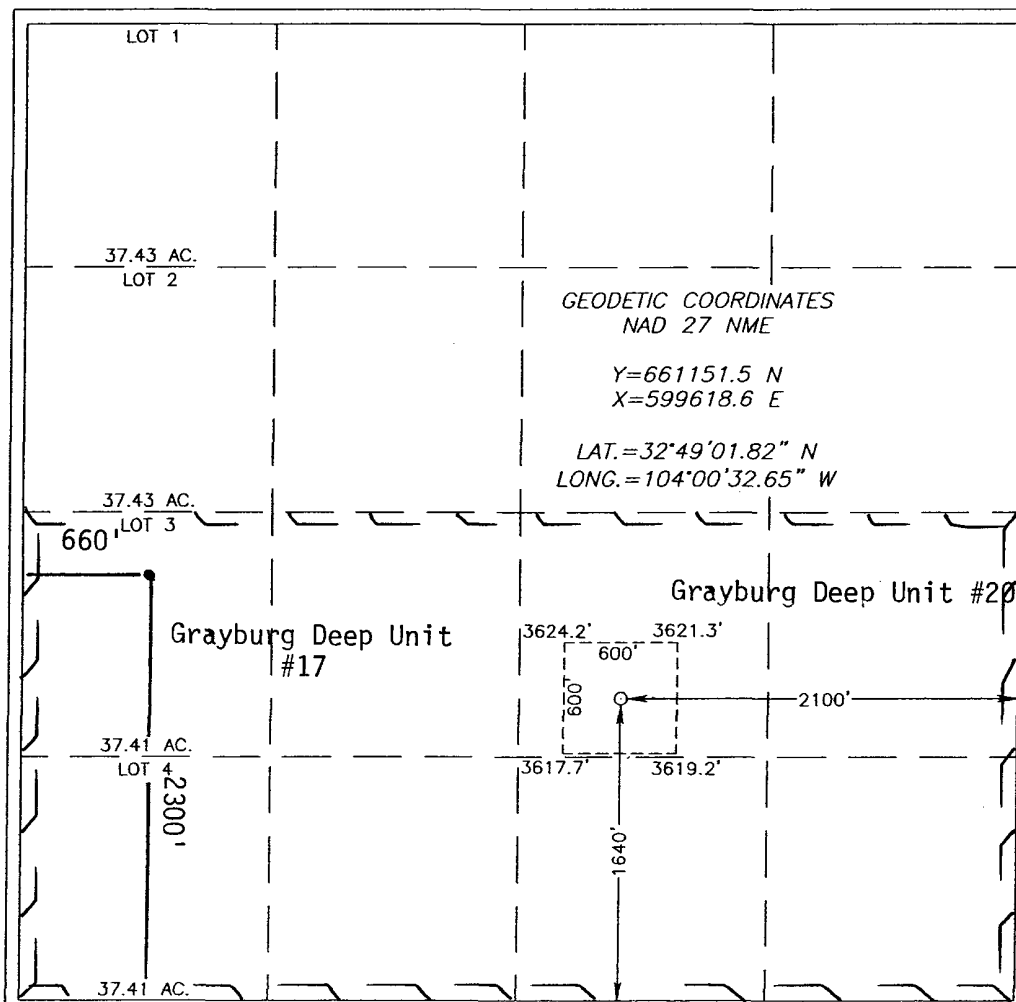 LOT 1
37.43 AC.
LOT 2
GEODETIC COORDINATES
NAD 27 NME
Y=661151.5 N
X=599618.6 E
LAT.=32°49'01.82" N
LONG.=104°00'32.65" W
37.43 AC.
LOT 3
660'
Grayburg Deep Unit #20
Grayburg Deep Unit
#17
3624.2'
3621.3'
600'
600'
2100'
37.41 AC.
LOT 4
3617.7'
3619.2'
2300'
1640'
37.41 AC.